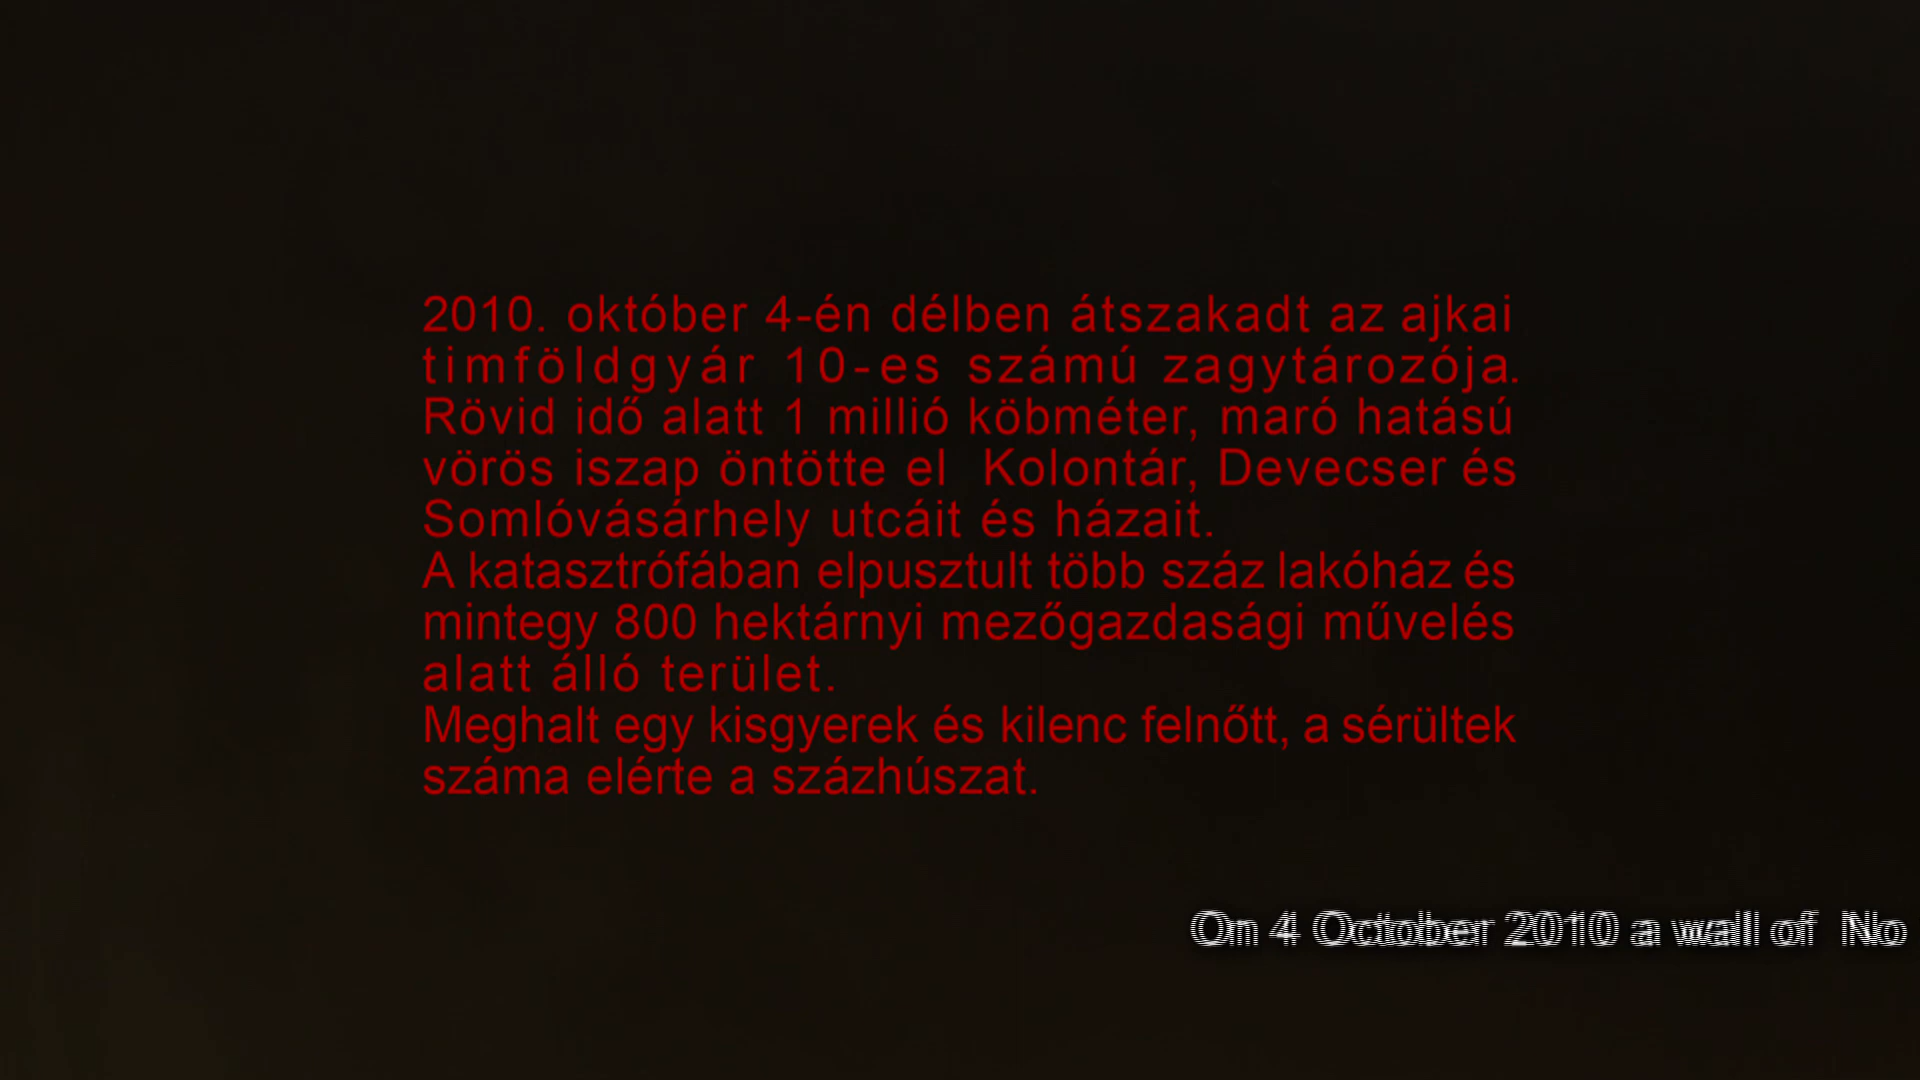 2010. október 4-én délben átszakadt az ajkai
timföldgyár 10-es számú zagytározója.
Rövid idő alatt 1 millió köbméter, maró hatású
vörös iszap öntötte el Kolontár, Devecser és
Somlóvásárhely utcáit és házait.
A katasztrófában elpusztult több száz lakóház és
mintegy 800 hektárnyi mezőgazdasági művelés
alatt álló terület.
Meghalt egy kisgyerek és kilenc felnőtt, a sérültek
száma elérte a százhúszat.
On 4 October 2010 a wall of No